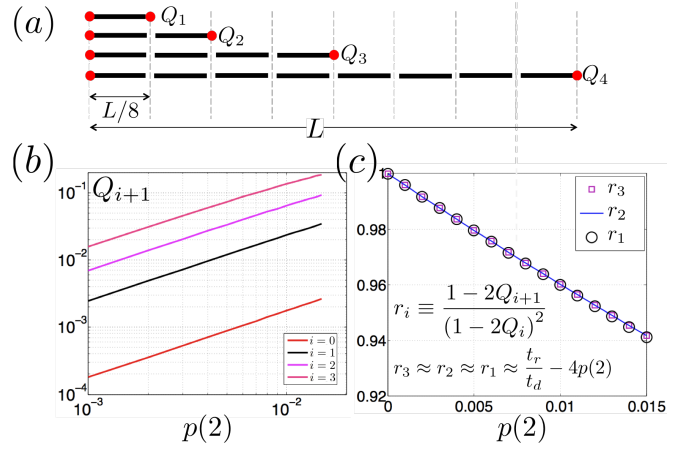 (a)
Q₁
Q₂
Q₃
Q₄
L/8
L
(b)
Q_{i+1}
10⁻¹
10⁻²
10⁻³
10⁻⁴
i = 0
i = 1
i = 2
i = 3
10⁻³
10⁻²
p(2)
(c)
1
0.98
0.96
0.94
0.92
r₃
r₂
r₁
r_i ≡ (1 − 2Q_{i+1}) / (1 − 2Q_i)²
r₃ ≈ r₂ ≈ r₁ ≈ t_r/t_d − 4p(2)
0
0.005
0.01
0.015
p(2)